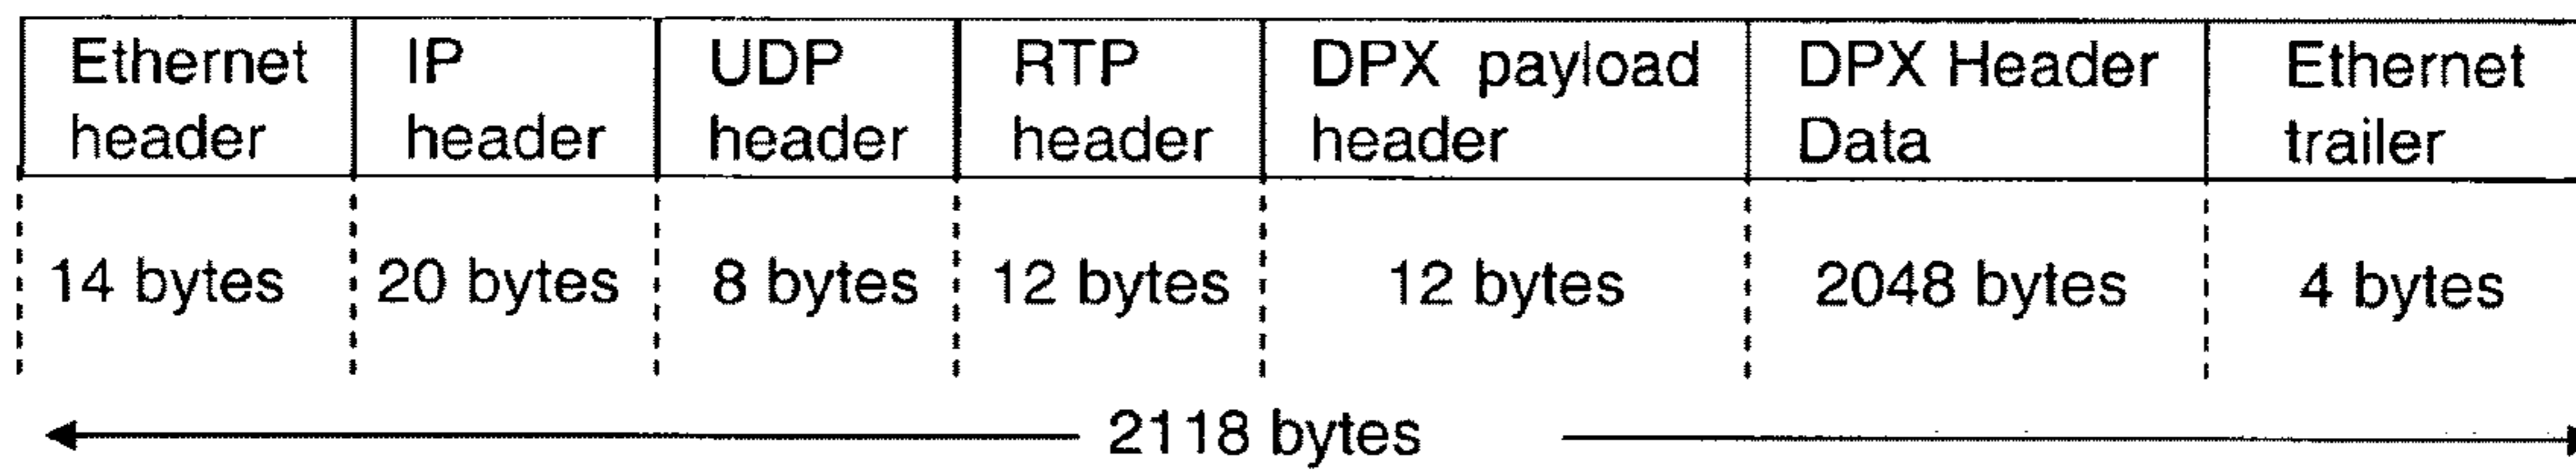 Ethernet header
IP header
UDP header
RTP header
DPX payload header
DPX Header Data
Ethernet trailer
14 bytes
20 bytes
8 bytes
12 bytes
12 bytes
2048 bytes
4 bytes
2118 bytes